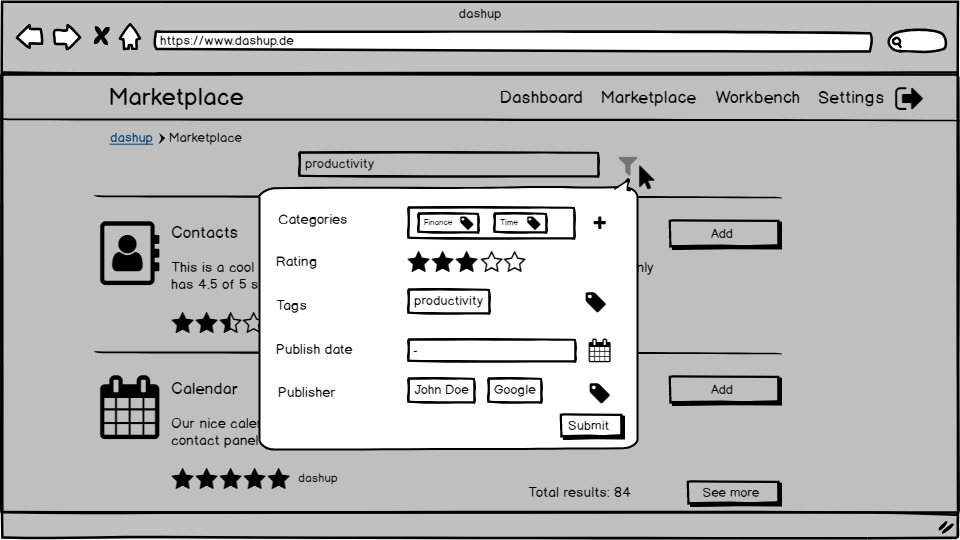 dashup
https://www.dashup.de
Marketplace
Dashboard Marketplace Workbench Settings
dashup Marketplace
productivity
Categories
Finance Time
Rating
Tags
productivity
Publish date
-
Publisher
John Doe Google
Submit
Contacts
Add
This is a cool
has 4.5 of 5 s
Calendar
Add
Our nice cale
contact panel
dashup
Total results: 84
See more